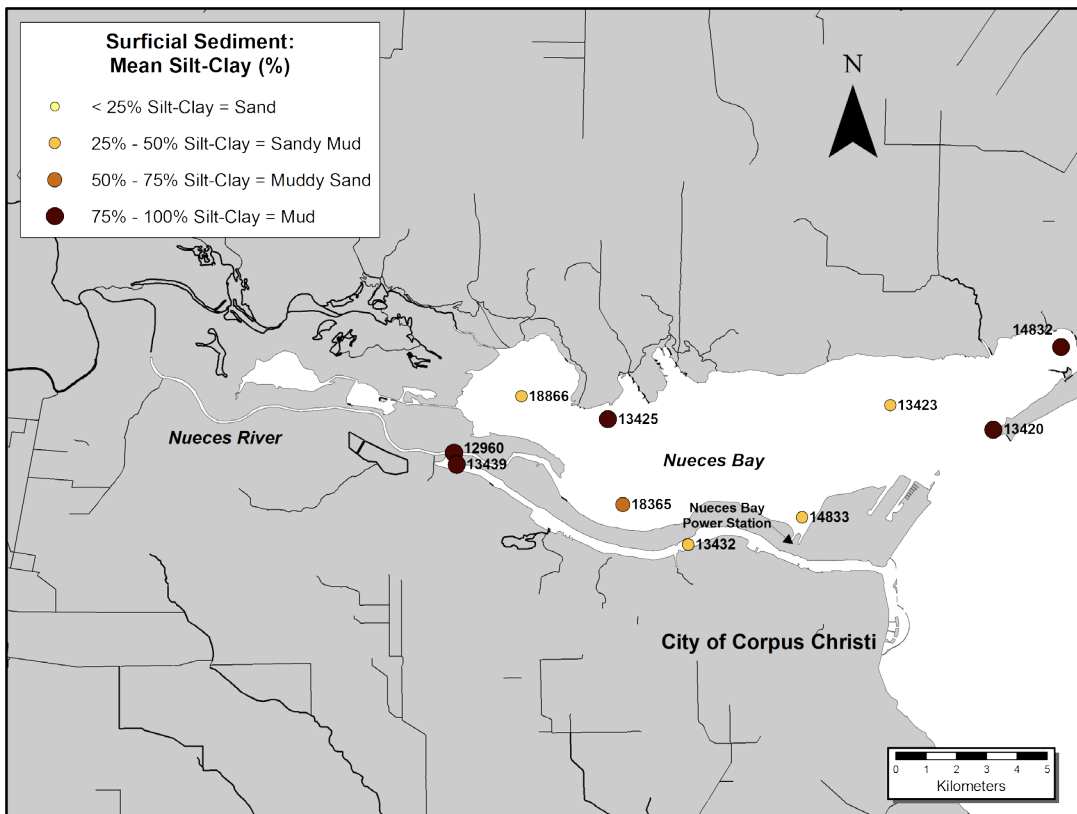 Surficial Sediment:
Mean Silt-Clay (%)
< 25% Silt-Clay = Sand
25% - 50% Silt-Clay = Sandy Mud
50% - 75% Silt-Clay = Muddy Sand
75% - 100% Silt-Clay = Mud
N
14832
18866
13425
13423
13420
Nueces River
12960
13439
Nueces Bay
18365
Nueces Bay
Power Station
14833
13432
City of Corpus Christi
0 1 2 3 4 5
Kilometers